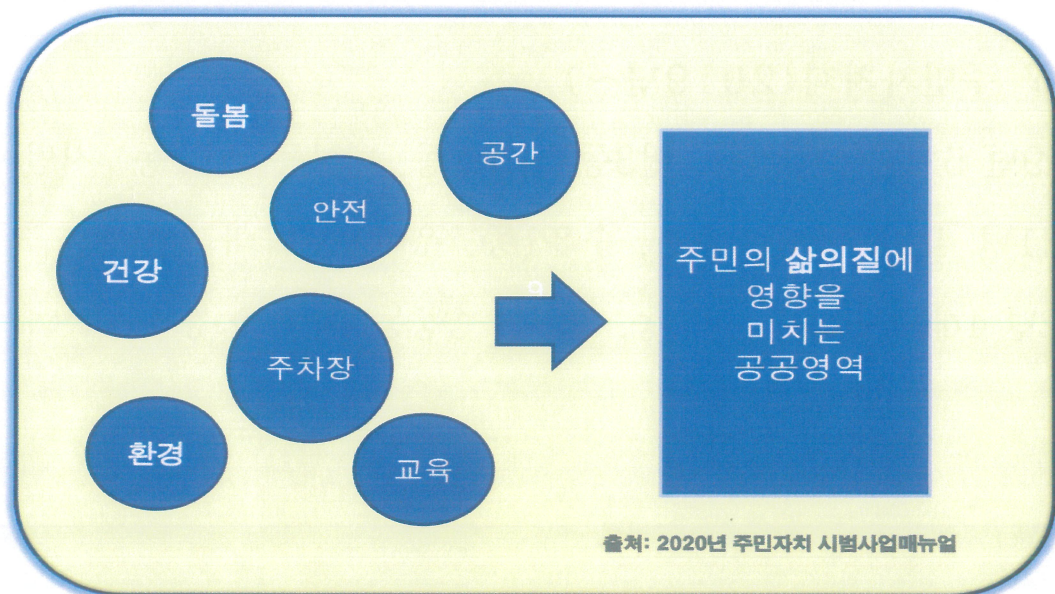 돌봄
공간
안전
건강
주차장
환경
교육
주민의 삶의질에
영향을
미치는
공공영역
출처: 2020년 주민자치 시범사업매뉴얼